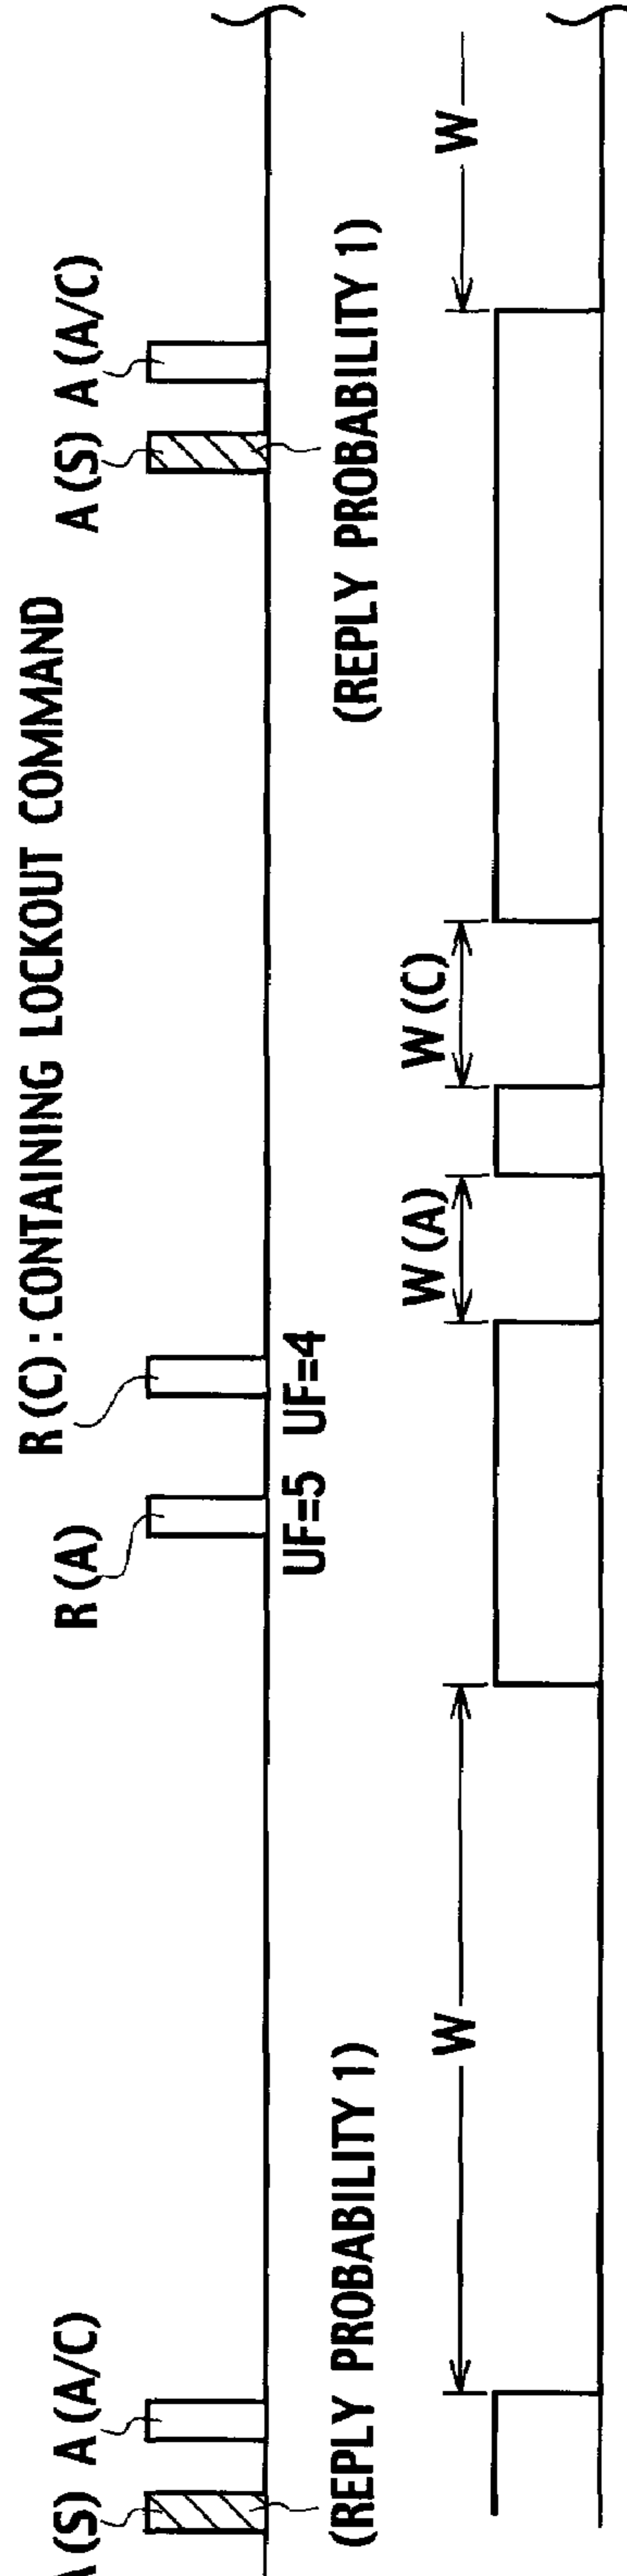 R(C):CONTAINING LOCKOUT COMMAND
A(S) A(A/C)
R(A)
A(S) A(A/C)
UF=5 UF=4
(REPLY PROBABILITY 1)
(REPLY PROBABILITY 1)
W(A)
W(C)
W
W